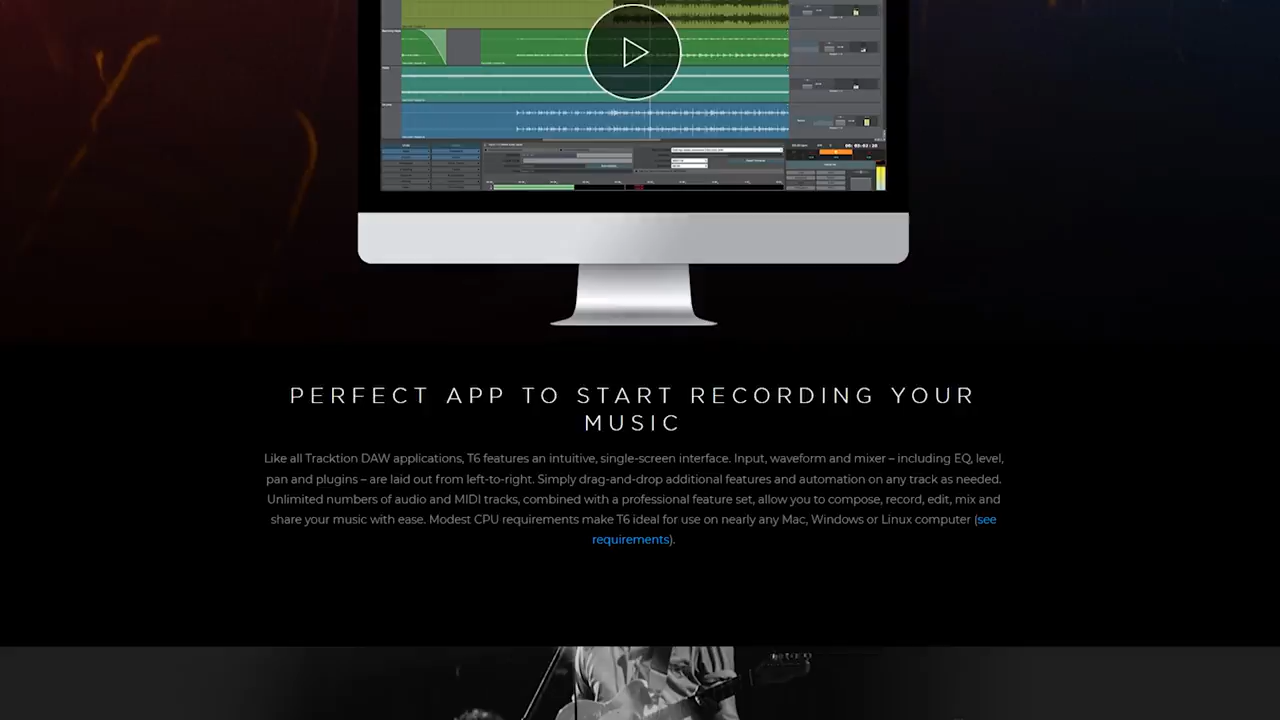 PERFECT APP TO START RECORDING YOUR
MUSIC
Like all Tracktion DAW applications, T6 features an intuitive, single-screen interface. Input, waveform and mixer – including EQ, level,
pan and plugins – are laid out from left-to-right. Simply drag-and-drop additional features and automation on any track as needed.
Unlimited numbers of audio and MIDI tracks, combined with a professional feature set, allow you to compose, record, edit, mix and
share your music with ease. Modest CPU requirements make T6 ideal for use on nearly any Mac, Windows or Linux computer (see
requirements).